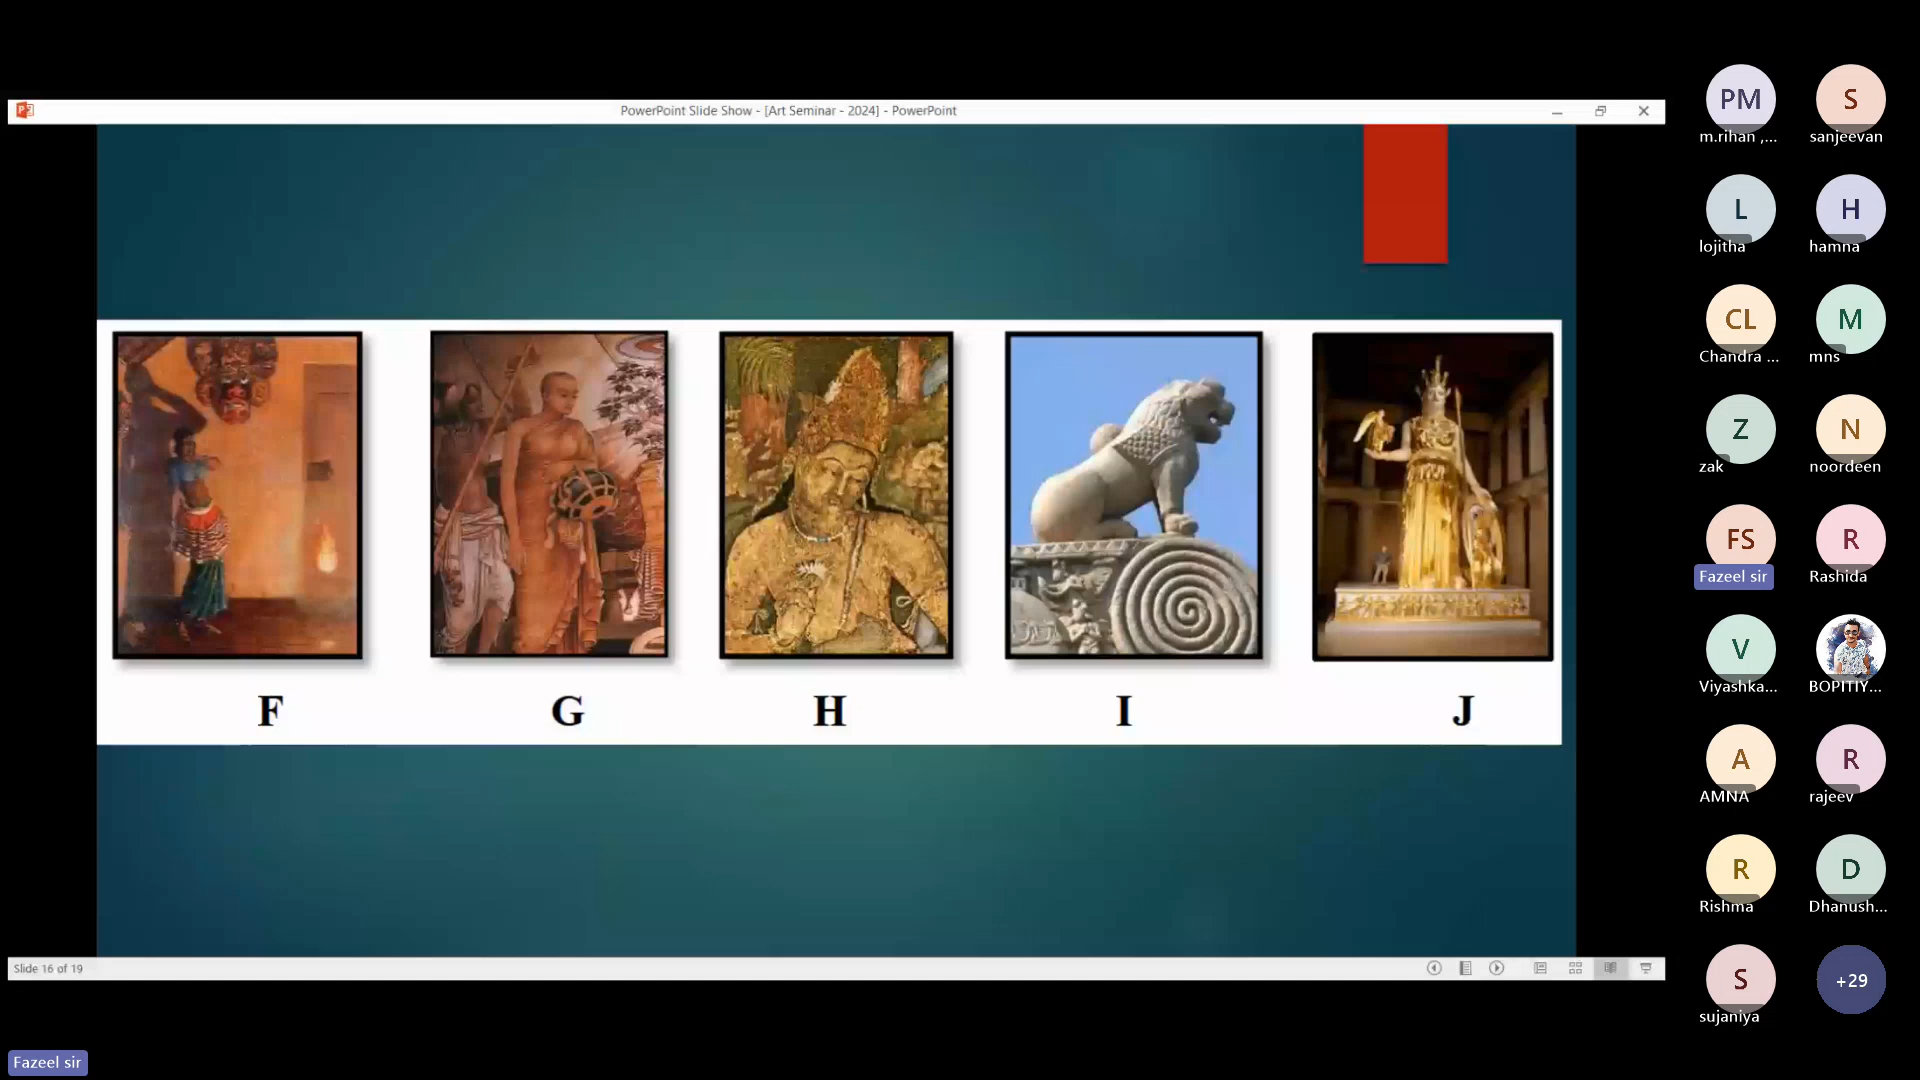 PowerPoint Slide Show - [Art Seminar - 2024] - PowerPoint
F G H I J
Slide 16 of 19
Fazeel sir
PM S
m.rihan ,... sanjeevan
L H
lojitha hamna
CL M
Chandra ... mns
Z N
zak noordeen
FS R
Fazeel sir Rashida
V
Viyashka... BOPITIY...
A R
AMNA rajeev
R D
Rishma Dhanush...
S +29
sujaniya